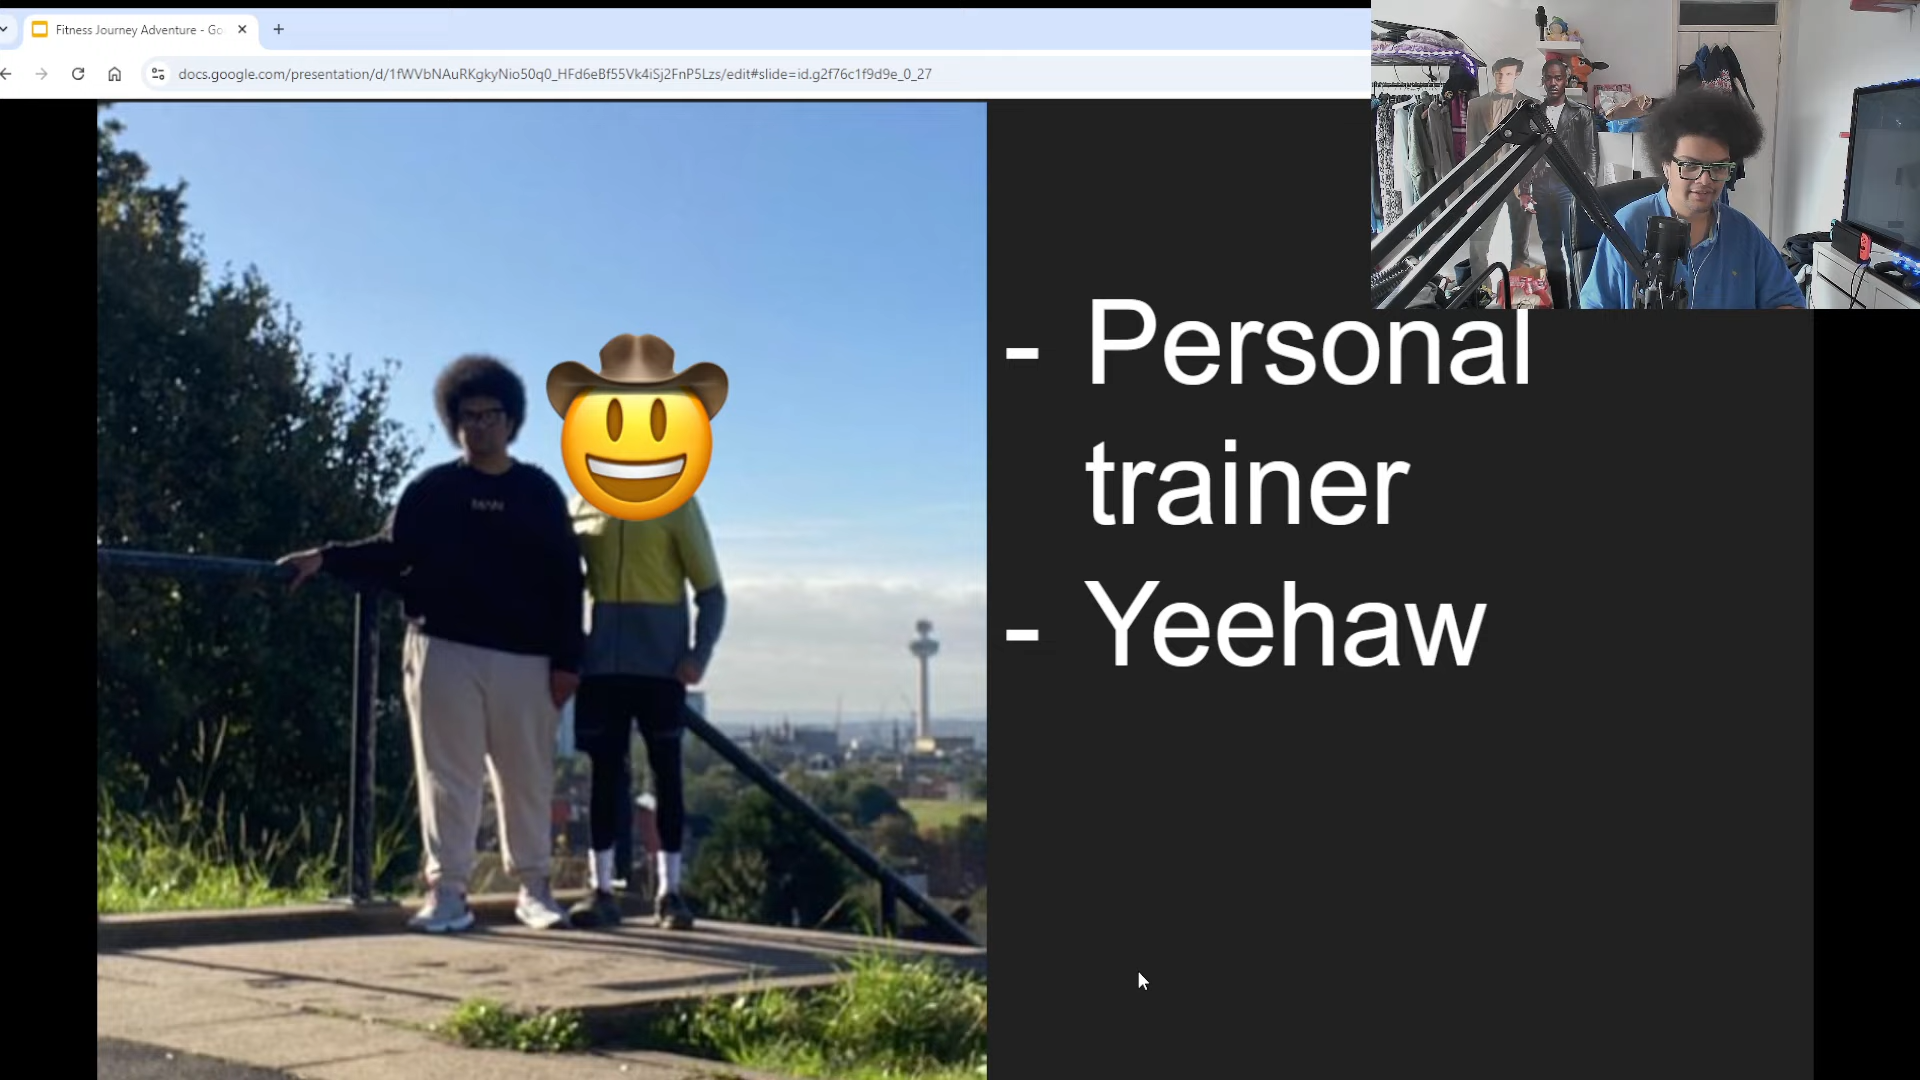 Fitness Journey Adventure - Go
docs.google.com/presentation/d/1fWVbNAuRKgkyNio50q0_HFd6eBf55Vk4iSj2FnP5Lzs/edit#slide=id.g2f76c1f9d9e_0_27
- Personal
trainer
- Yeehaw